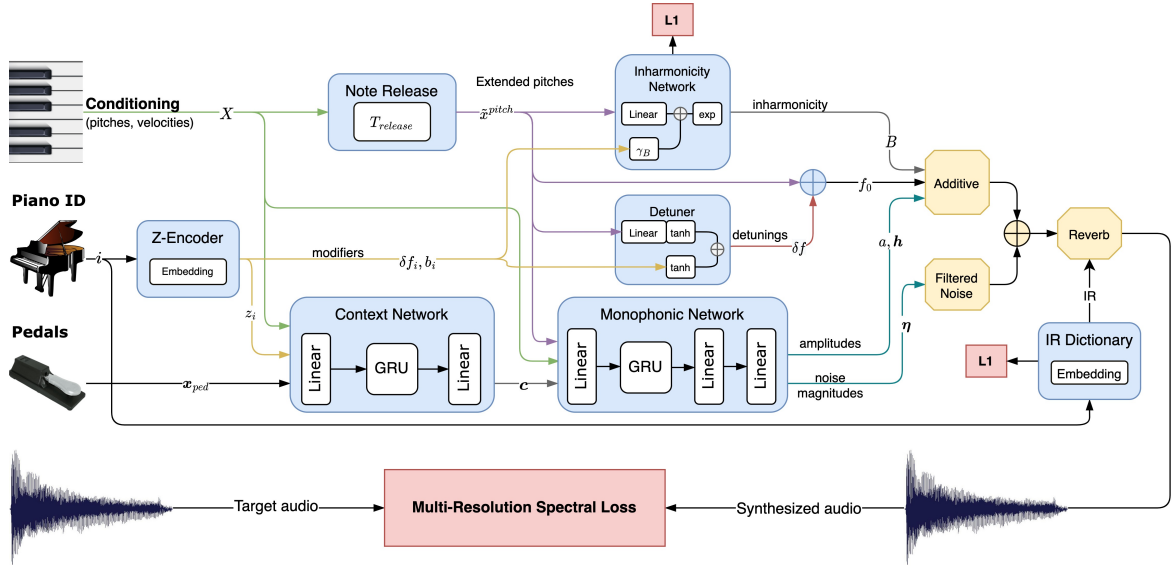 L1
Inharmonicity
Network
Linear
exp
γ_B
Note Release
T_release
Extended pitches
x̃^pitch
Conditioning
(pitches, velocities)
X
inharmonicity
B
Additive
f_0
Piano ID
i
Z-Encoder
Embedding
modifiers
δf_i, b_i
Detuner
Linear
tanh
tanh
detunings
δf
a, h
Reverb
Filtered
Noise
z_i
IR
η
Context Network
Linear
GRU
Linear
Monophonic Network
Linear
GRU
Linear
Linear
amplitudes
noise
magnitudes
Pedals
x_ped
c
L1
IR Dictionary
Embedding
Target audio
Multi-Resolution Spectral Loss
Synthesized audio